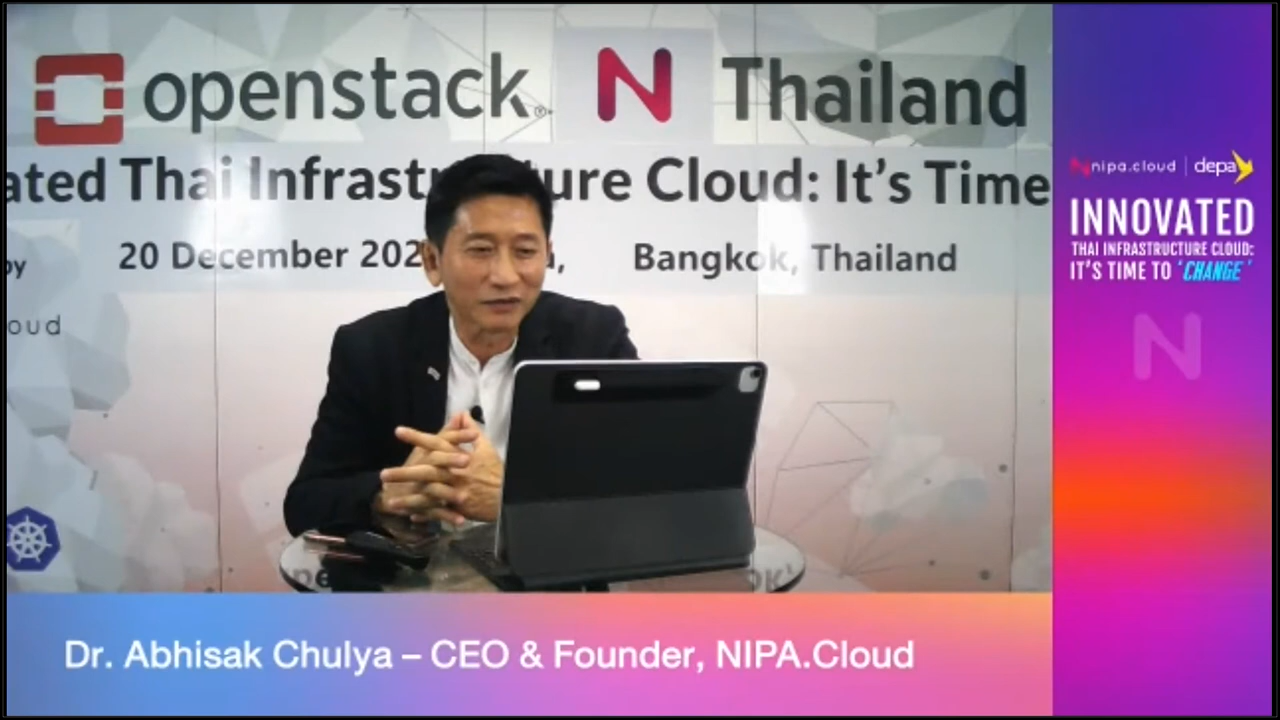 openstack® N Thailand
ated Thai Infrastr ure Cloud: It's Time
20 December 202 , Bangkok, Thailand
by
oud
nipa.cloud | depa
INNOVATED
THAI INFRASTRUCTURE CLOUD:
IT'S TIME TO 'CHANGE'
N
Dr. Abhisak Chulya – CEO & Founder, NIPA.Cloud